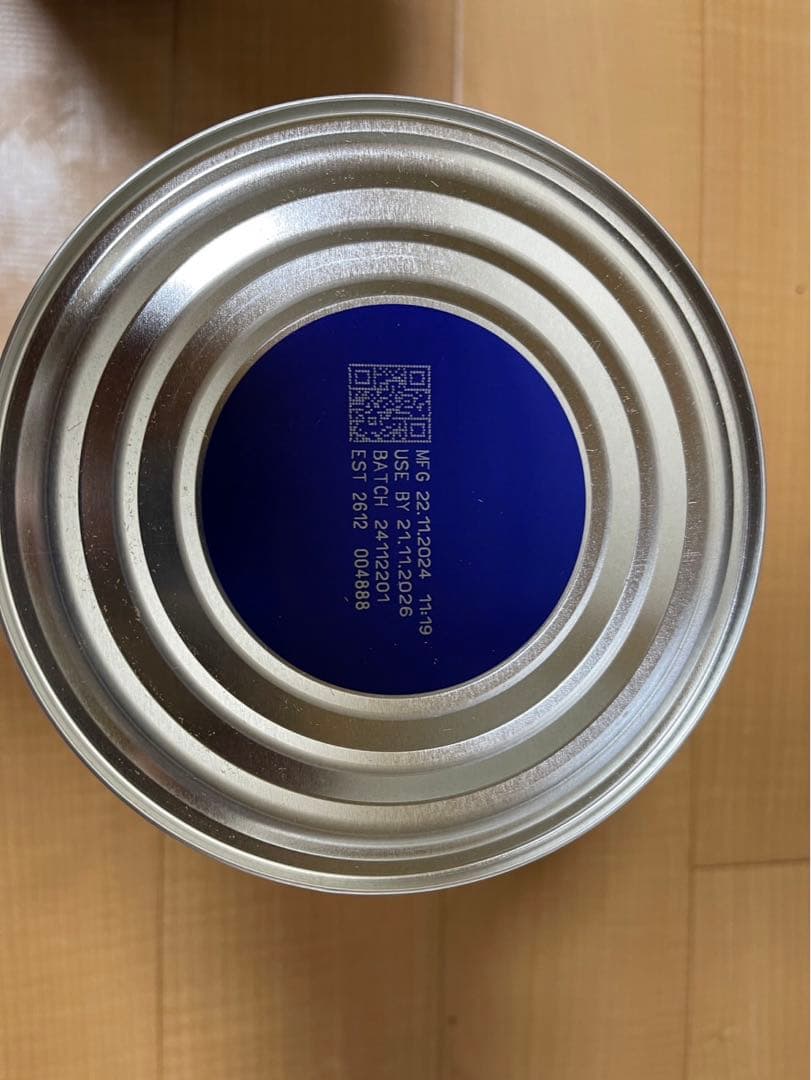 MFG 22.11.2024 11:19
USE BY 21.11.2026
BATCH 24112201
EST 2612 004888